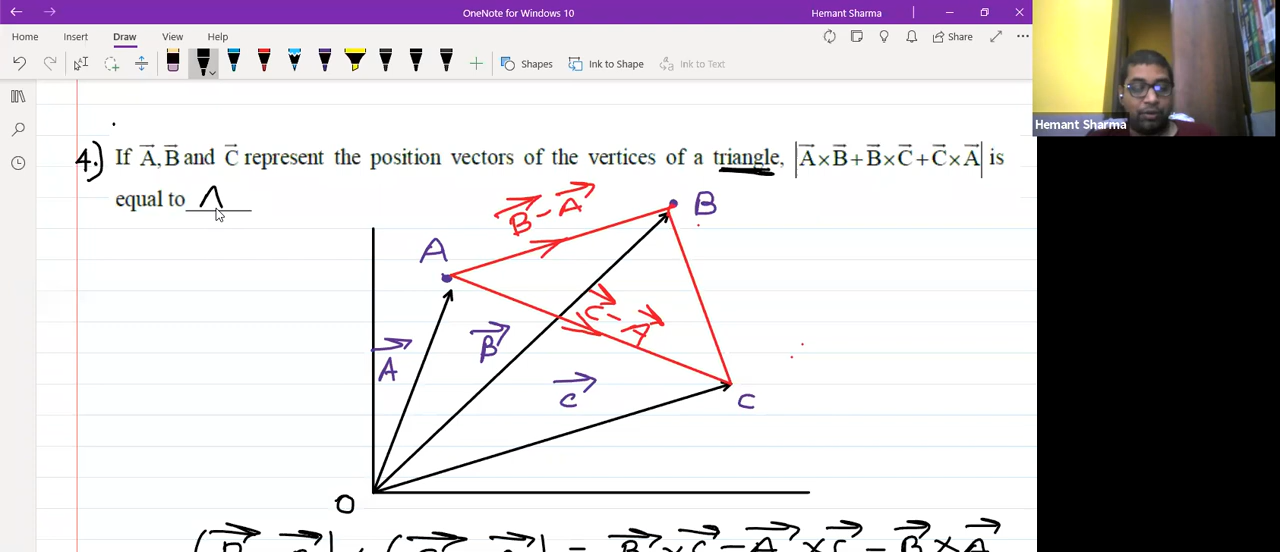 OneNote for Windows 10
Hemant Sharma
Home Insert Draw View Help
Share
Shapes Ink to Shape Ink to Text
Hemant Sharma
4.) If A⃗, B⃗ and C⃗ represent the position vectors of the vertices of a triangle, |A⃗×B⃗+B⃗×C⃗+C⃗×A⃗| is
equal to
B⃗ - A⃗
B
A
C⃗ - A⃗
A⃗
B⃗
C⃗
C
O
= B⃗ × C⃗ - A⃗ × C⃗ - B⃗ × A⃗